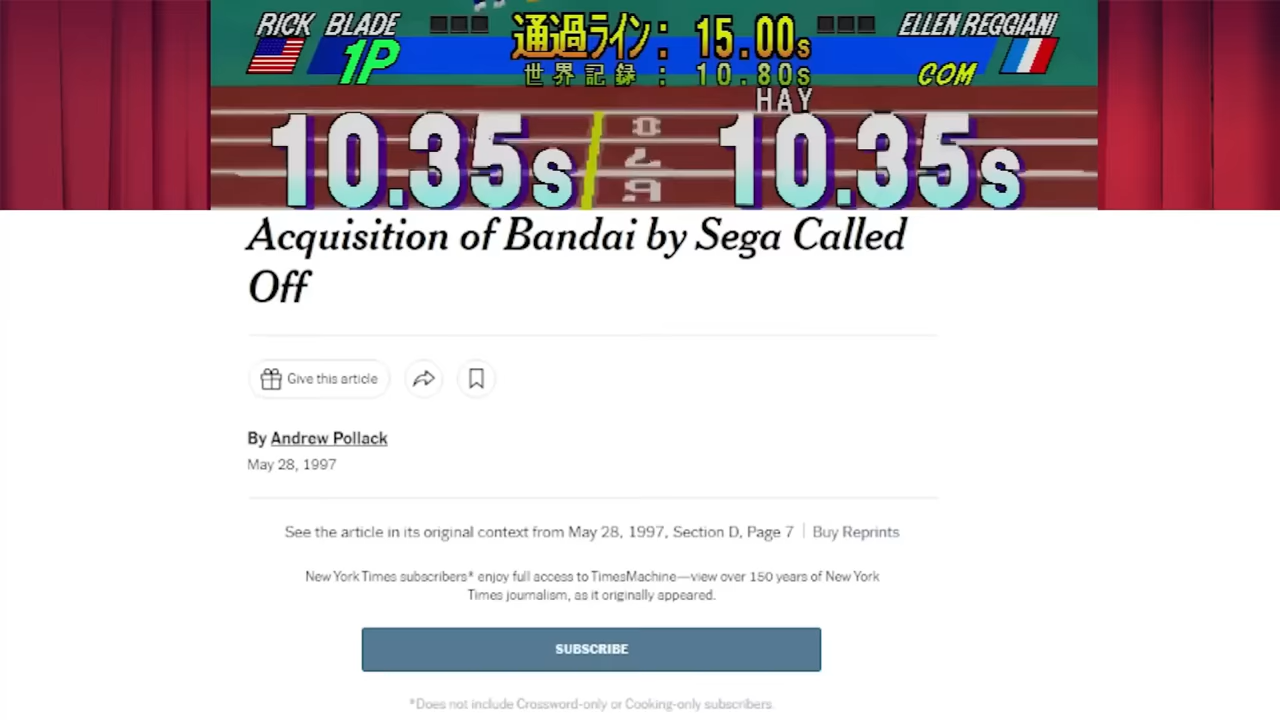 RICK BLADE
1P
通過ライン: 15.00s
世界記録 : 10.80s
HAY
ELLEN REGGIANI
COM
10.35s
10.35s
Acquisition of Bandai by Sega Called
Off
Give this article
By Andrew Pollack
May 28, 1997
See the article in its original context from May 28, 1997, Section D, Page 7 | Buy Reprints
New York Times subscribers* enjoy full access to TimesMachine—view over 150 years of New York
Times journalism, as it originally appeared.
SUBSCRIBE
*Does not include Crossword-only or Cooking-only subscribers.